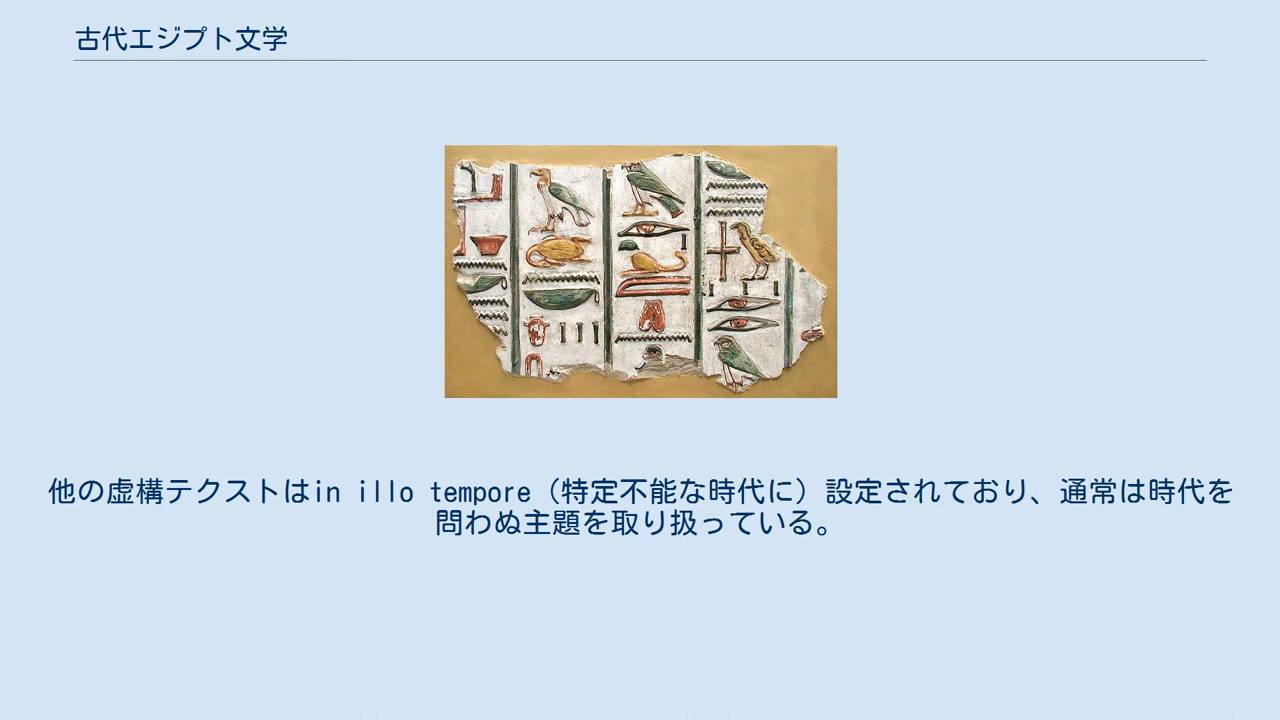 古代エジプト文学
他の虚構テクストはin illo tempore（特定不能な時代に）設定されており、通常は時代を
問わぬ主題を取り扱っている。